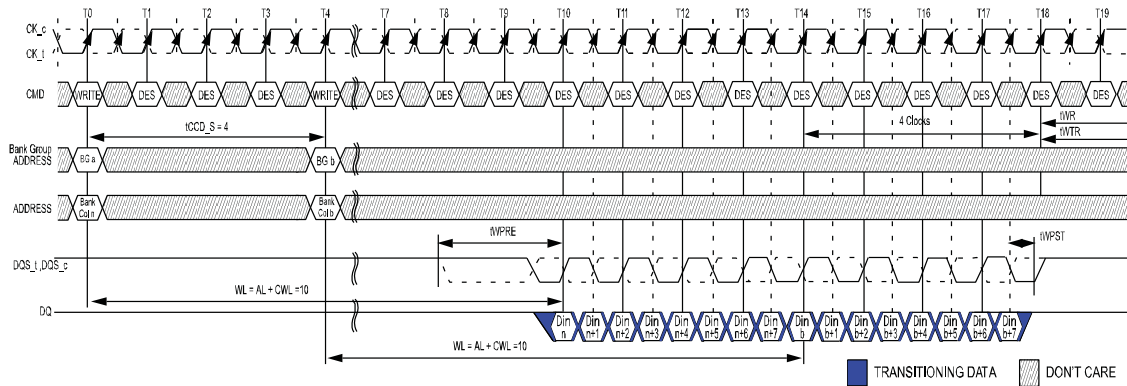 T0 T1 T2 T3 T4 T7 T8 T9 T10 T11 T12 T13 T14 T15 T16 T17 T18 T19
CK_c
CK_t
CMD WRITE DES DES DES WRITE DES DES DES DES DES DES DES DES DES DES DES DES DES
tCCD_S = 4
4 Clocks
tWR
tWTR
Bank Group
ADDRESS
BG a BG b
ADDRESS
Bank
Col n
Bank
Col b
tWPRE
tWPST
DQS_t ,DQS_c
WL = AL + CWL =10
DQ
Din Din Din Din Din Din Din Din Din Din Din Din Din Din Din Din
n n+1 n+2 n+3 n+4 n+5 n+6 n+7 b b+1 b+2 b+3 b+4 b+5 b+6 b+7
WL = AL + CWL =10
TRANSITIONING DATA DON'T CARE